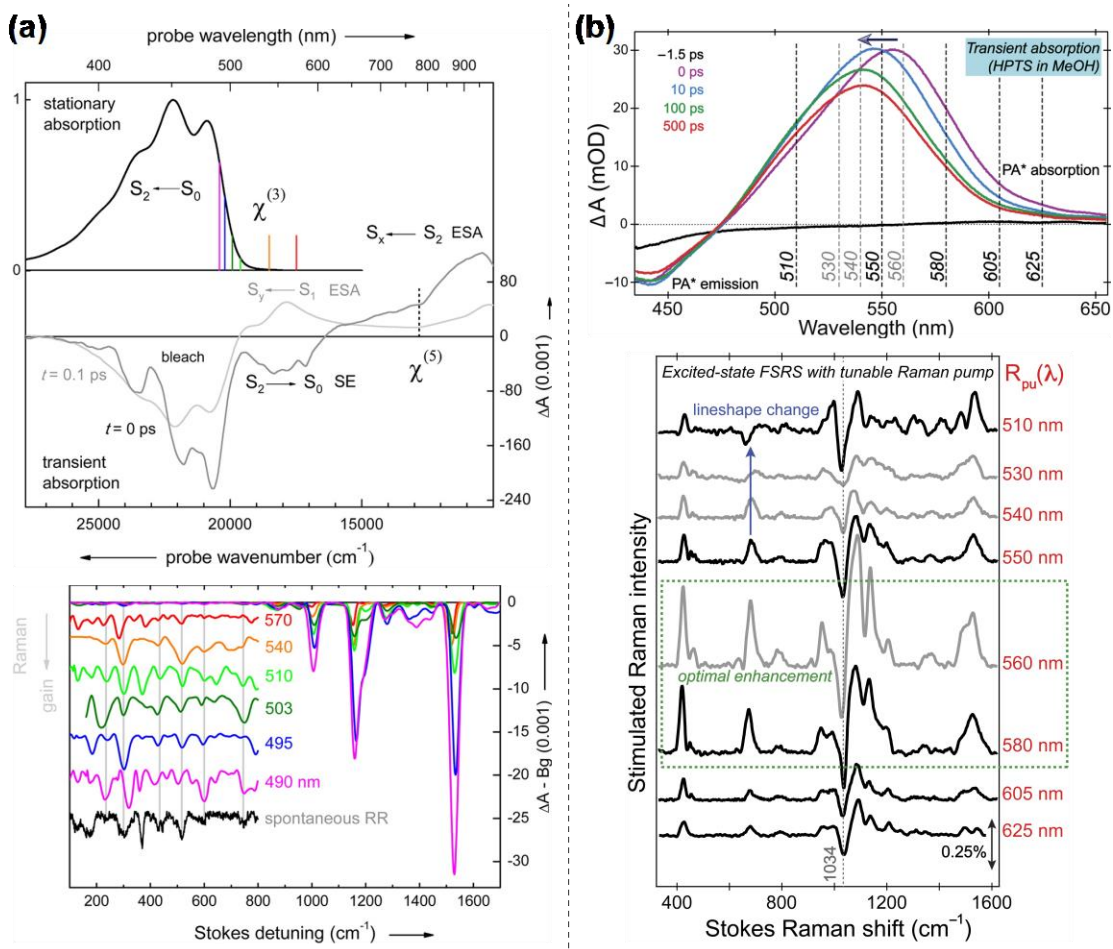 (a)
probe wavelength (nm)
400 500 600 700 800 900
1
stationary
absorption
S2 S0
χ(3)
Sx S2 ESA
0
Sy S1 ESA
80
0
-80
-160
-240
ΔA (0.001)
bleach
t = 0.1 ps
S2 S0 SE
χ(5)
t = 0 ps
transient
absorption
25000 20000 15000
probe wavenumber (cm-1)
Raman
gain
570
540
510
503
495
490 nm
spontaneous RR
0
-5
-10
-15
-20
-25
-30
ΔA - Bg (0.001)
200 400 600 800 1000 1200 1400 1600
Stokes detuning (cm-1)
(b)
−1.5 ps
0 ps
10 ps
100 ps
500 ps
Transient absorption
(HPTS in MeOH)
ΔA (mOD)
30
20
10
0
−10
PA* absorption
PA* emission
510 530 540 550 560 580 605 625
450 500 550 600 650
Wavelength (nm)
Excited-state FSRS with tunable Raman pump
Rpu(λ)
lineshape change
510 nm
530 nm
540 nm
550 nm
560 nm
optimal enhancement
580 nm
605 nm
625 nm
0.25%
1034
Stimulated Raman intensity
400 600 800 1000 1200 1400 1600
Stokes Raman shift (cm−1)